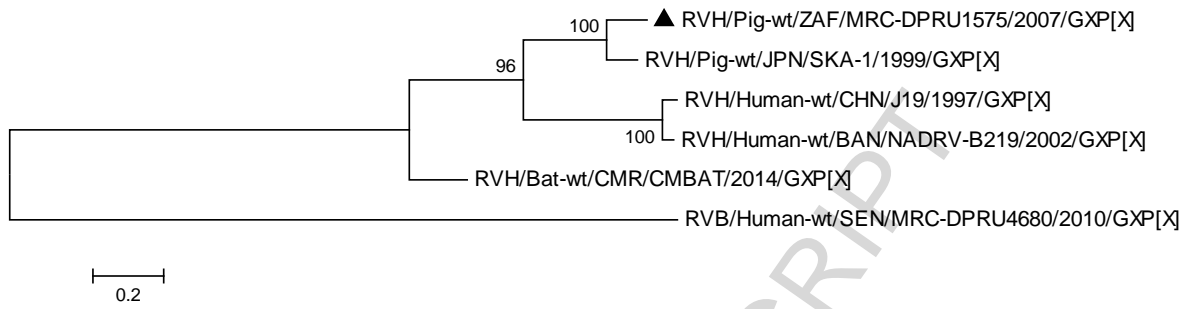 100
▲ RVH/Pig-wt/ZAF/MRC-DPRU1575/2007/GXP[X]
RVH/Pig-wt/JPN/SKA-1/1999/GXP[X]
96
RVH/Human-wt/CHN/J19/1997/GXP[X]
100
RVH/Human-wt/BAN/NADRV-B219/2002/GXP[X]
RVH/Bat-wt/CMR/CMBAT/2014/GXP[X]
RVB/Human-wt/SEN/MRC-DPRU4680/2010/GXP[X]
0.2